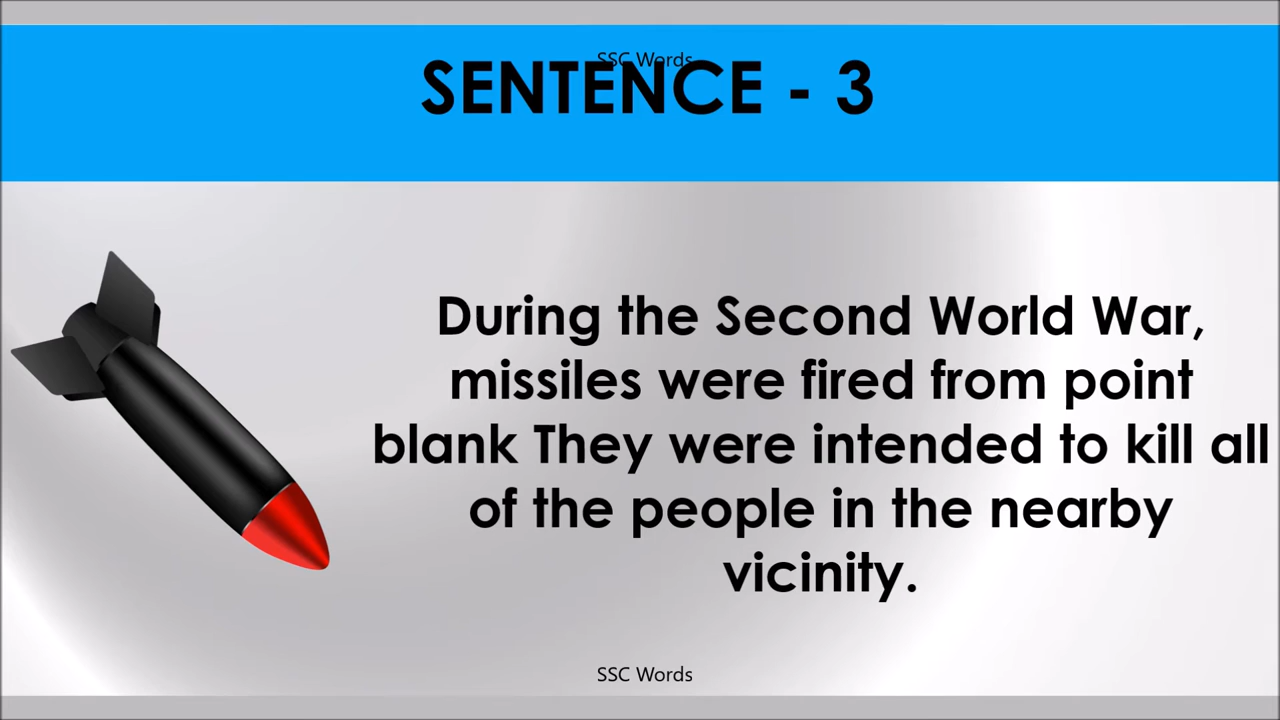 SSC Words
SENTENCE - 3
During the Second World War,
missiles were fired from point
blank They were intended to kill all
of the people in the nearby
vicinity.
SSC Words